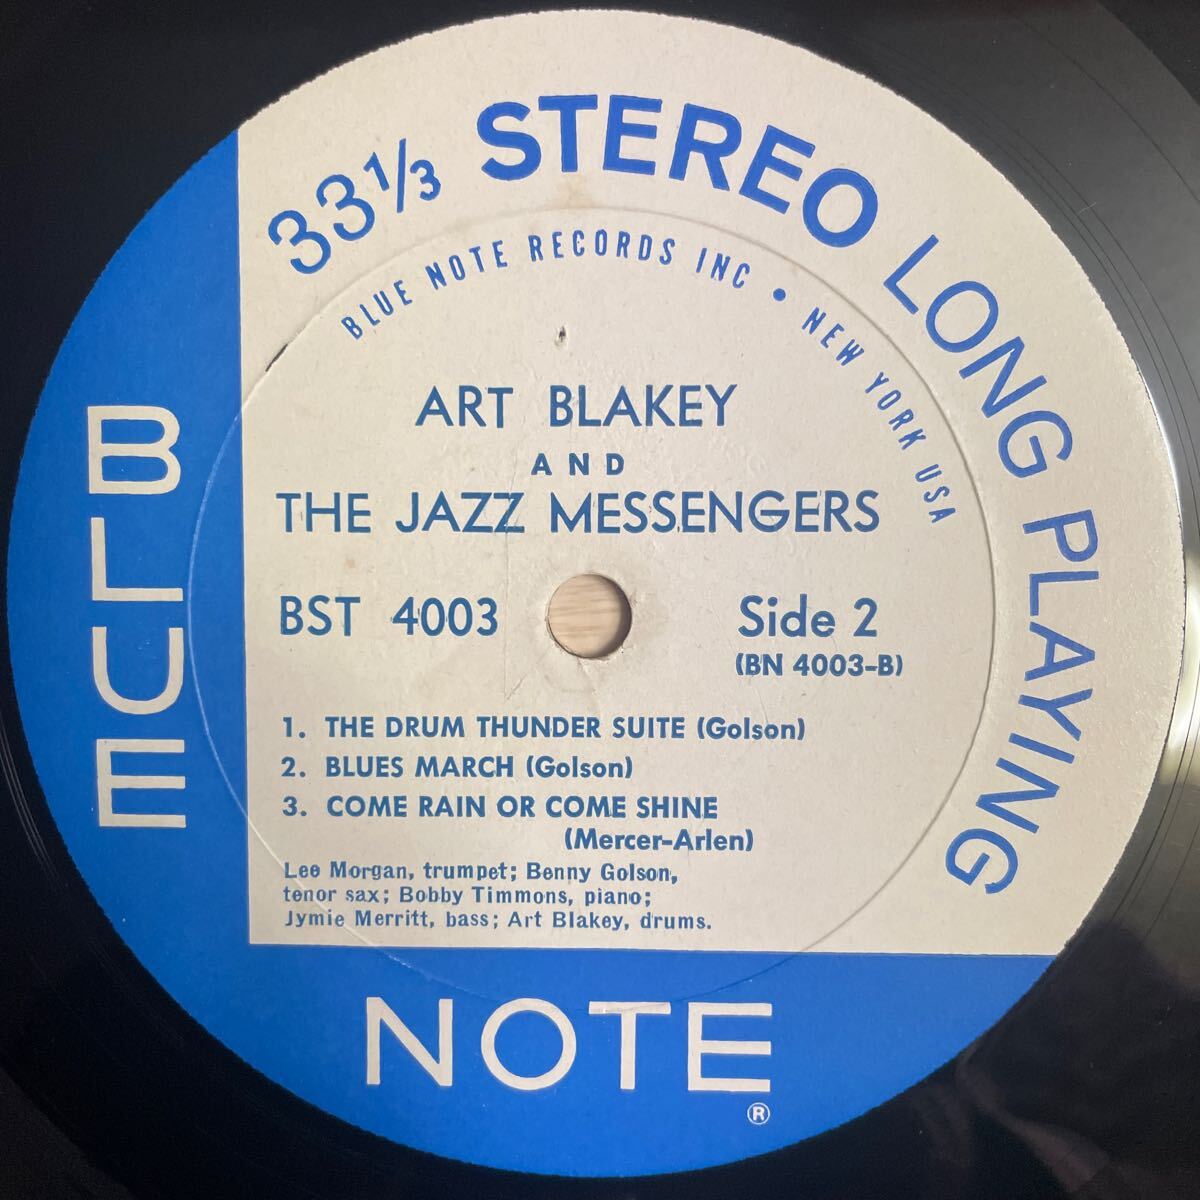 33⅓ STEREO LONG PLAYING
BLUE NOTE RECORDS INC • NEW YORK USA
ART BLAKEY
AND
THE JAZZ MESSENGERS
BST 4003
Side 2
(BN 4003-B)
1. THE DRUM THUNDER SUITE (Golson)
2. BLUES MARCH (Golson)
3. COME RAIN OR COME SHINE
(Mercer-Arlen)
Lee Morgan, trumpet; Benny Golson,
tenor sax; Bobby Timmons, piano;
Jymie Merritt, bass; Art Blakey, drums.
BLUE
NOTE
®